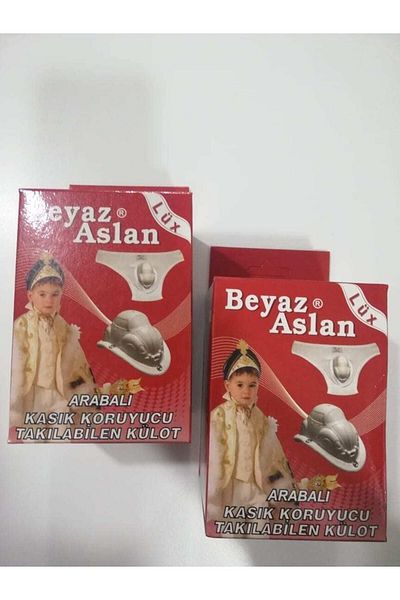 Beyaz®
Aslan
Lüx
ARABALI
KASIK KORUYUCU
TAKILABİLEN KÜLOT
Beyaz®
Aslan
Lüx
ARABALI
KASIK KORUYUCU
TAKILABİLEN KÜLOT